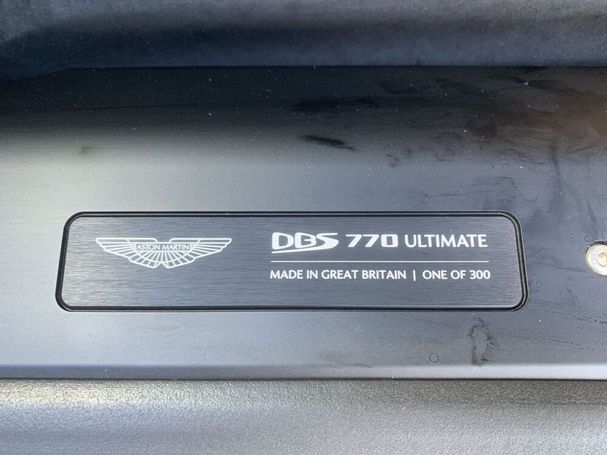 ASTON MARTIN
DBS 770 ULTIMATE
MADE IN GREAT BRITAIN | ONE OF 300